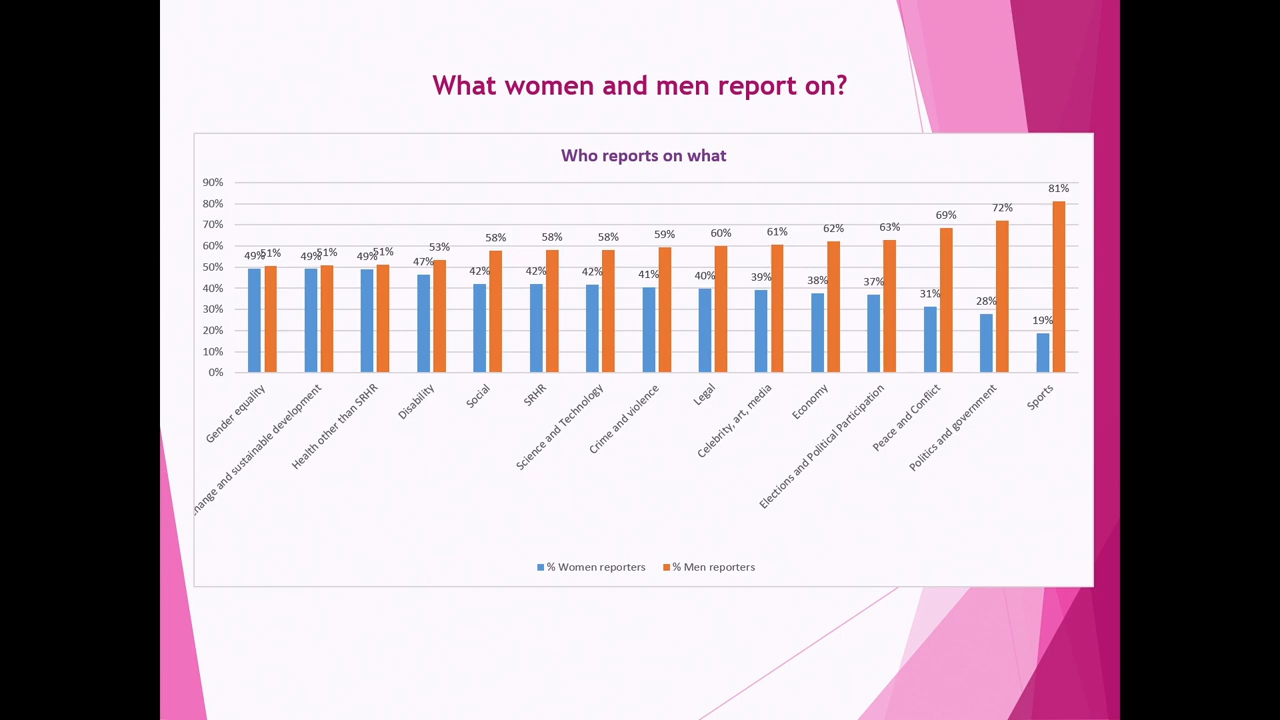 What women and men report on?
Who reports on what
90%
80%
70%
60%
50%
40%
30%
20%
10%
0%
49% 51% 49% 51% 49% 51% 47% 53% 42% 58% 42% 58% 42% 58% 41% 59% 40% 60% 39% 61% 38% 62% 37% 63% 31% 69% 28% 72% 19% 81%
Gender equality
and sustainable development
Health other than SRHR
Disability
Social
SRHR
Science and Technology
Crime and violence
Legal
Celebrity, art, media
Economy
Elections and Political Participation
Peace and Conflict
Politics and government
Sports
% Women reporters
% Men reporters